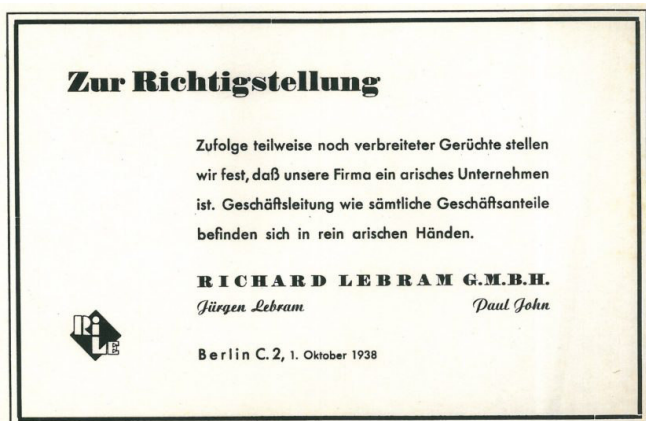 Zur Richtigstellung
Zufolge teilweise noch verbreiteter Gerüchte stellen
wir fest, daß unsere Firma ein arisches Unternehmen
ist. Geschäftsleitung wie sämtliche Geschäftsanteile
befinden sich in rein arischen Händen.
RICHARD LEBRAM G.M.B.H.
Jürgen Lebram Paul John
RiLE
Berlin C. 2, 1. Oktober 1938